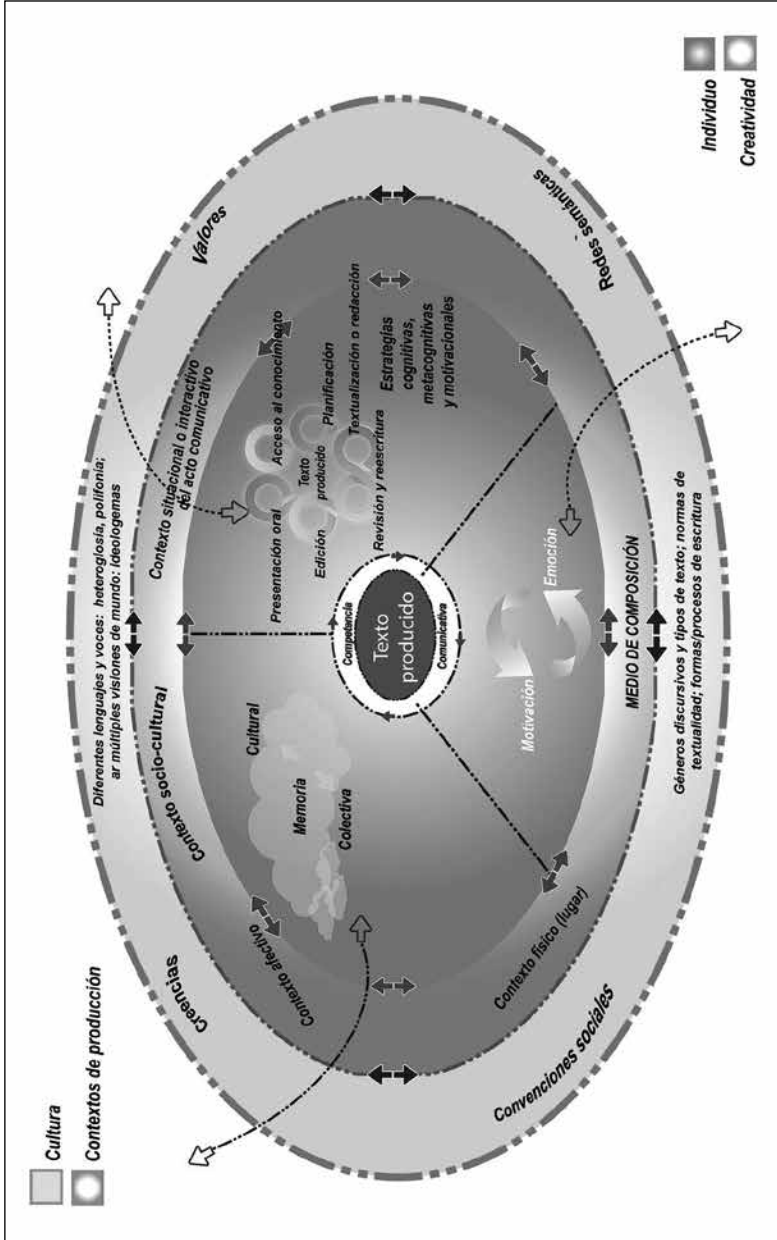 Cultura
Contextos de producción
Individuo
Creatividad
Diferentes lenguajes y voces: heteroglosia, polifonía;
ar múltiples visiones de mundo: ideologemas
Creencias
Valores
Contexto socio-cultural
Contexto situacional o interactivo
del acto comunicativo
Contexto afectivo
Cultural
Memoria
Colectiva
Presentación oral
Acceso al conocimiento
Texto
producido
Edición
Planificación
Textualización o redacción
Revisión y reescritura
Estrategias
cognitivas,
metacognitivas
y motivacionales
Competencia
Texto
producido
Comunicativa
Motivación
Emoción
Contexto físico (lugar)
MEDIO DE COMPOSICIÓN
Convenciones sociales
Redes semánticas
Géneros discursivos y tipos de texto; normas de
textualidad; formas/procesos de escritura